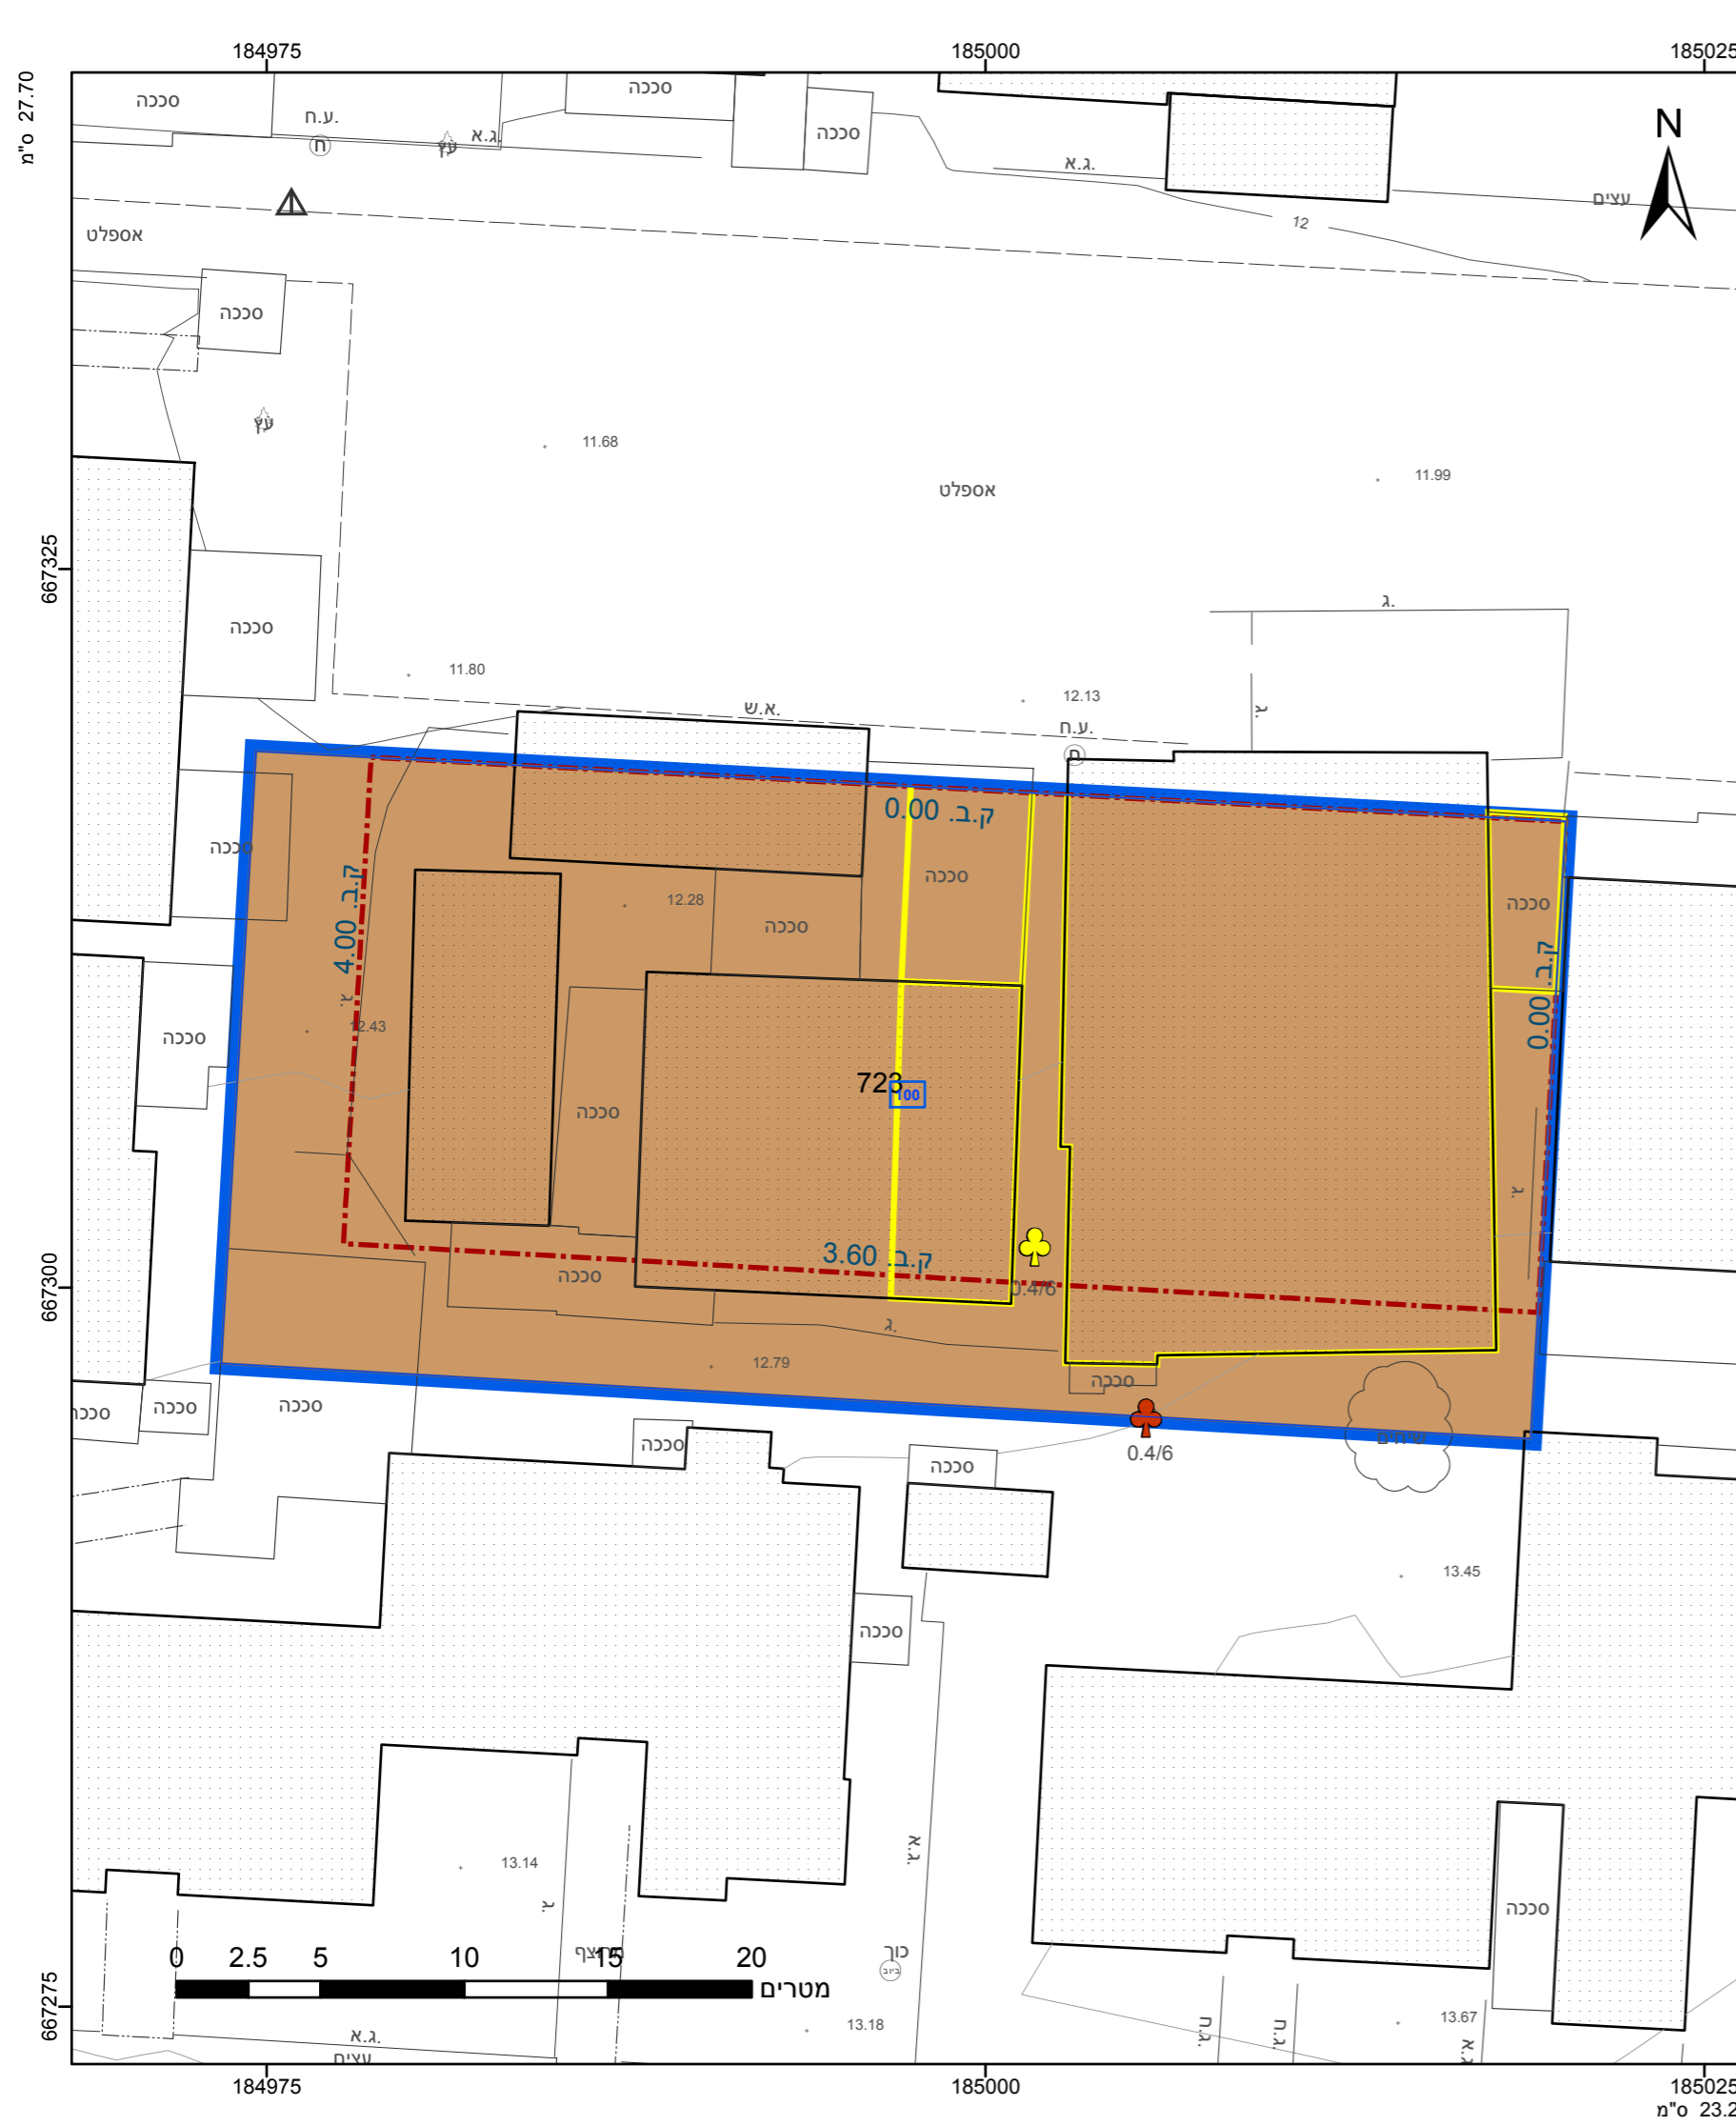 184975
185000
185025
27.70 ס"מ
סככה
סככה
ע.ח.
ח
עץ
ג.א.
סככה
ג.א.
N
עצים
12
אספלט
סככה
עץ
11.68
11.99
אספלט
667325
סככה
ג.
11.80
א.ש.
12.13
ע.ח.
ח
ג.
ק.ב. 0.00
סככה
סככה
סככה
12.28
סככה
ק.ב. 4.00
ק.ב. 0.00
ג.
12.43
סככה
723
100
סככה
ג.
667300
ק.ב. 3.60
סככה
0.4/6
ג.
12.79
סככה
סככה
סככה
סככה
שיחים
סככה
0.4/6
סככה
13.45
סככה
13.14
ג.
ג.א.
סככה
כוך
ביוב
0 2.5 5 10 15 20
מטרים
667275
13.18
13.67
ג.ח.
ג.ח.
ג.א.
ג.א.
עצים
184975
185000
185025
23.2 ס"מ